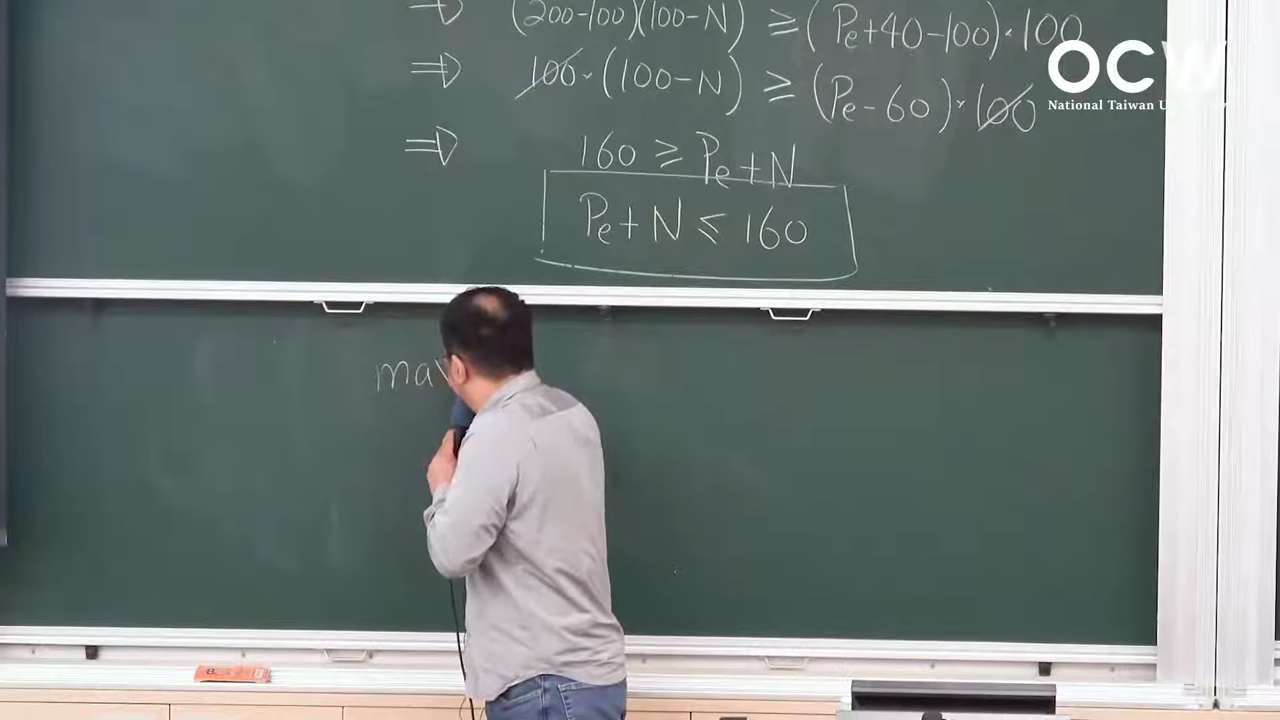 ⇒ (200-100)(100-N) ≥ (Pe+40-100)·100
⇒ 100·(100-N) ≥ (Pe-60)·100
⇒ 160 ≥ Pe+N
Pe+N ≤ 160
OCW
National Taiwan